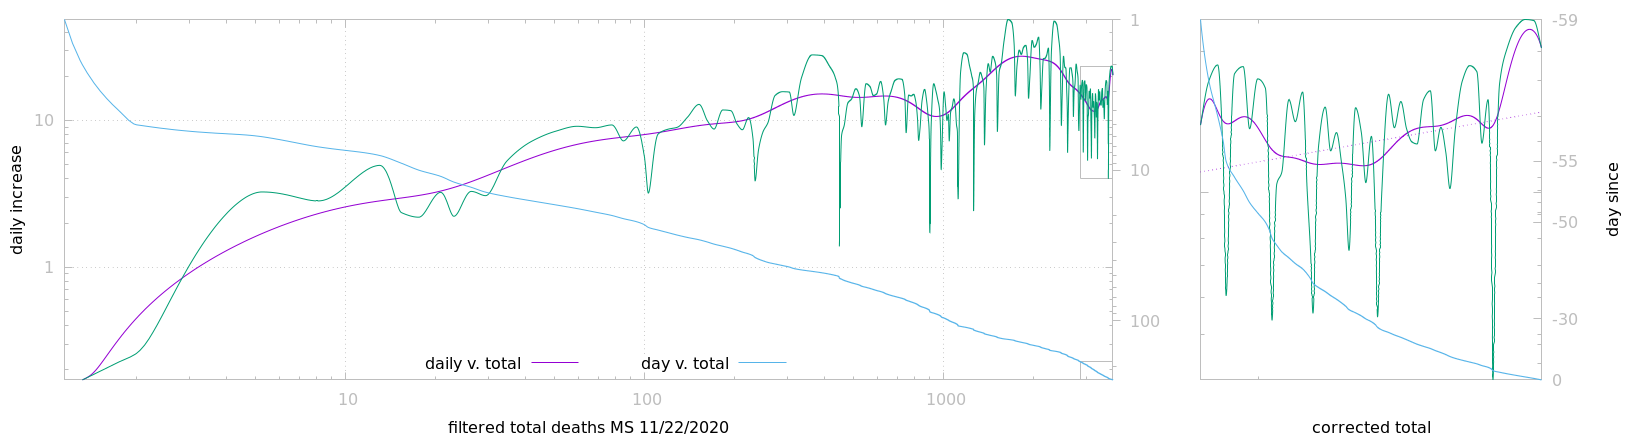 1
-59
10
10
-55
daily increase
-50
day since
1
100
-30
daily v. total
day v. total
0
10
100
1000
filtered total deaths MS 11/22/2020
corrected total